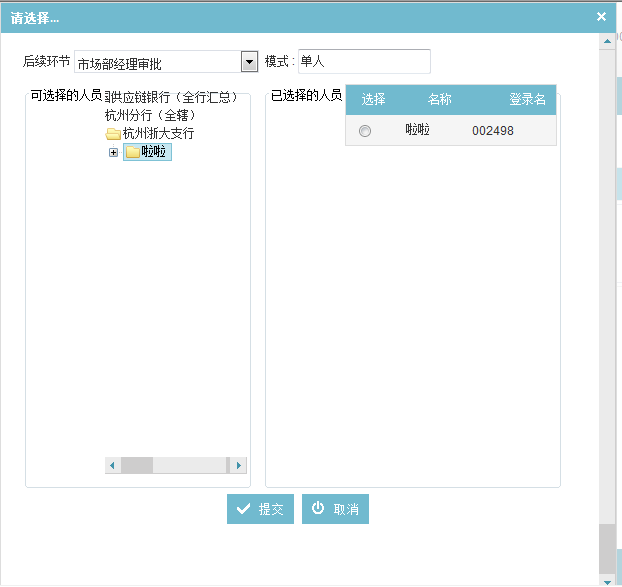 请选择...
后续环节 市场部经理审批 模式 : 单人
可选择的人员
供应链银行（全行汇总）
杭州分行（全辖）
杭州浙大支行
啦啦
已选择的人员
选择 名称 登录名
啦啦 002498
提交 取消